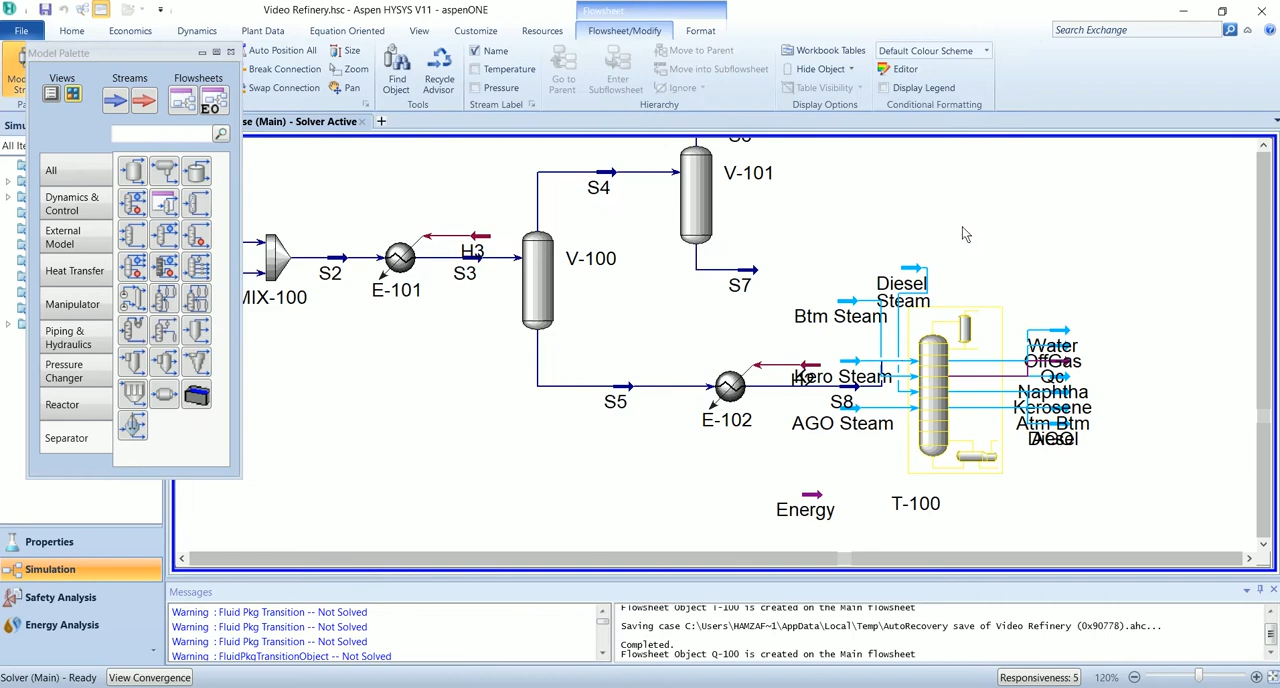 Video Refinery.hsc - Aspen HYSYS V11 - aspenONE
Flowsheet
File
Home
Economics
Dynamics
Plant Data
Equation Oriented
View
Customize
Resources
Flowsheet/Modify
Format
Search Exchange
Auto Position All
Break Connection
Swap Connection
Size
Zoom
Pan
Find Object
Recycle Advisor
Tools
Name
Temperature
Pressure
Stream Label
Go to Parent
Enter Subflowsheet
Move to Parent
Move into Subflowsheet
Ignore
Hierarchy
Workbook Tables
Hide Object
Table Visibility
Display Options
Default Colour Scheme
Editor
Display Legend
Conditional Formatting
Model Palette
Views
Streams
Flowsheets
EO
All
Dynamics & Control
External Model
Heat Transfer
Manipulator
Piping & Hydraulics
Pressure Changer
Reactor
Separator
se (Main) - Solver Active
S4
V-101
S7
H3
S2
S3
E-101
MIX-100
V-100
S5
E-102
S8
Diesel Steam
Btm Steam
Kero Steam
AGO Steam
Energy
T-100
Water
OffGas
Qc
Naphtha
Kerosene
Atm Btm
Diesel
AGO
Properties
Simulation
Safety Analysis
Energy Analysis
Messages
Warning : Fluid Pkg Transition -- Not Solved
Warning : Fluid Pkg Transition -- Not Solved
Warning : Fluid Pkg Transition -- Not Solved
Warning : FluidPkgTransitionObject -- Not Solved
Flowsheet Object T-100 is created on the Main flowsheet
Saving case C:\Users\HAMZAF~1\AppData\Local\Temp\AutoRecovery save of Video Refinery (0x90778).ahc...
Completed.
Flowsheet Object Q-100 is created on the Main flowsheet
Solver (Main) - Ready
View Convergence
Responsiveness: 5
120%